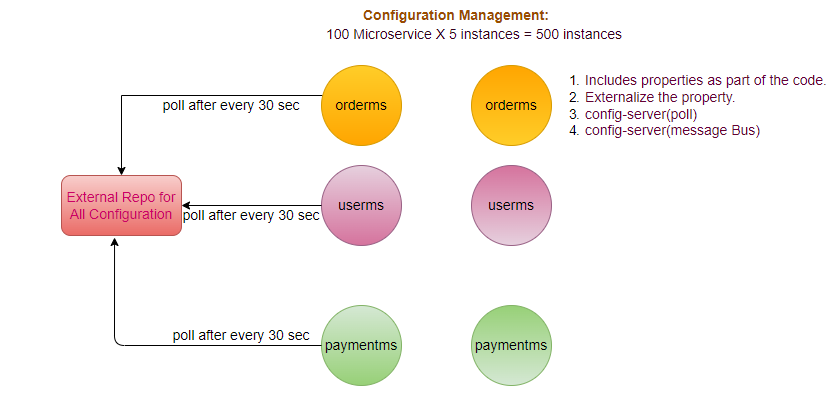 Configuration Management:
100 Microservice X 5 instances = 500 instances
poll after every 30 sec
orderms
orderms
1. Includes properties as part of the code.
2. Externalize the property.
3. config-server(poll)
4. config-server(message Bus)
External Repo for
All Configuration
poll after every 30 sec
userms
userms
poll after every 30 sec
paymentms
paymentms